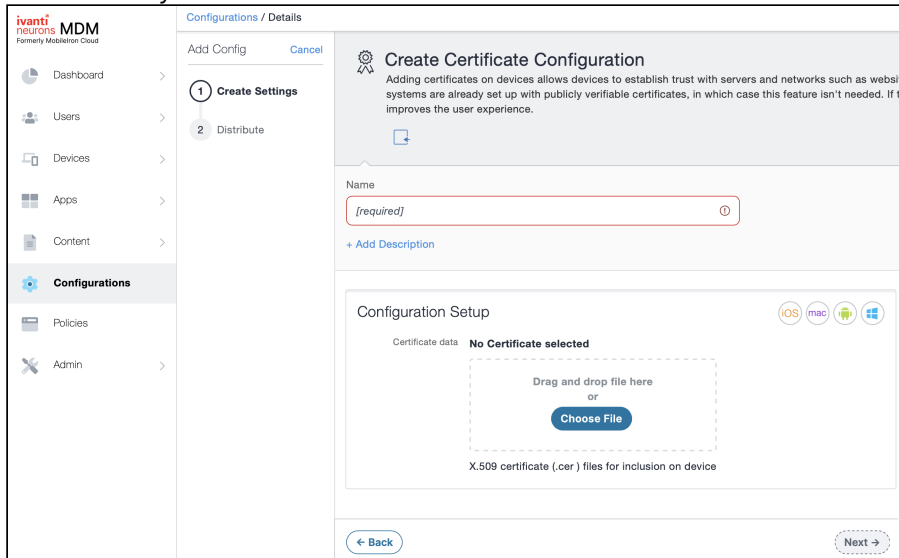 ivanti
neurons MDM
Formerly MobileIron Cloud
Dashboard
Users
Devices
Apps
Content
Configurations
Policies
Admin
Configurations / Details
Add Config Cancel
1 Create Settings
2 Distribute
Create Certificate Configuration
Adding certificates on devices allows devices to establish trust with servers and networks such as websi
systems are already set up with publicly verifiable certificates, in which case this feature isn't needed. If t
improves the user experience.
Name
[required]
+ Add Description
Configuration Setup
iOS mac
Certificate data No Certificate selected
Drag and drop file here
or
Choose File
X.509 certificate (.cer ) files for inclusion on device
← Back
Next →